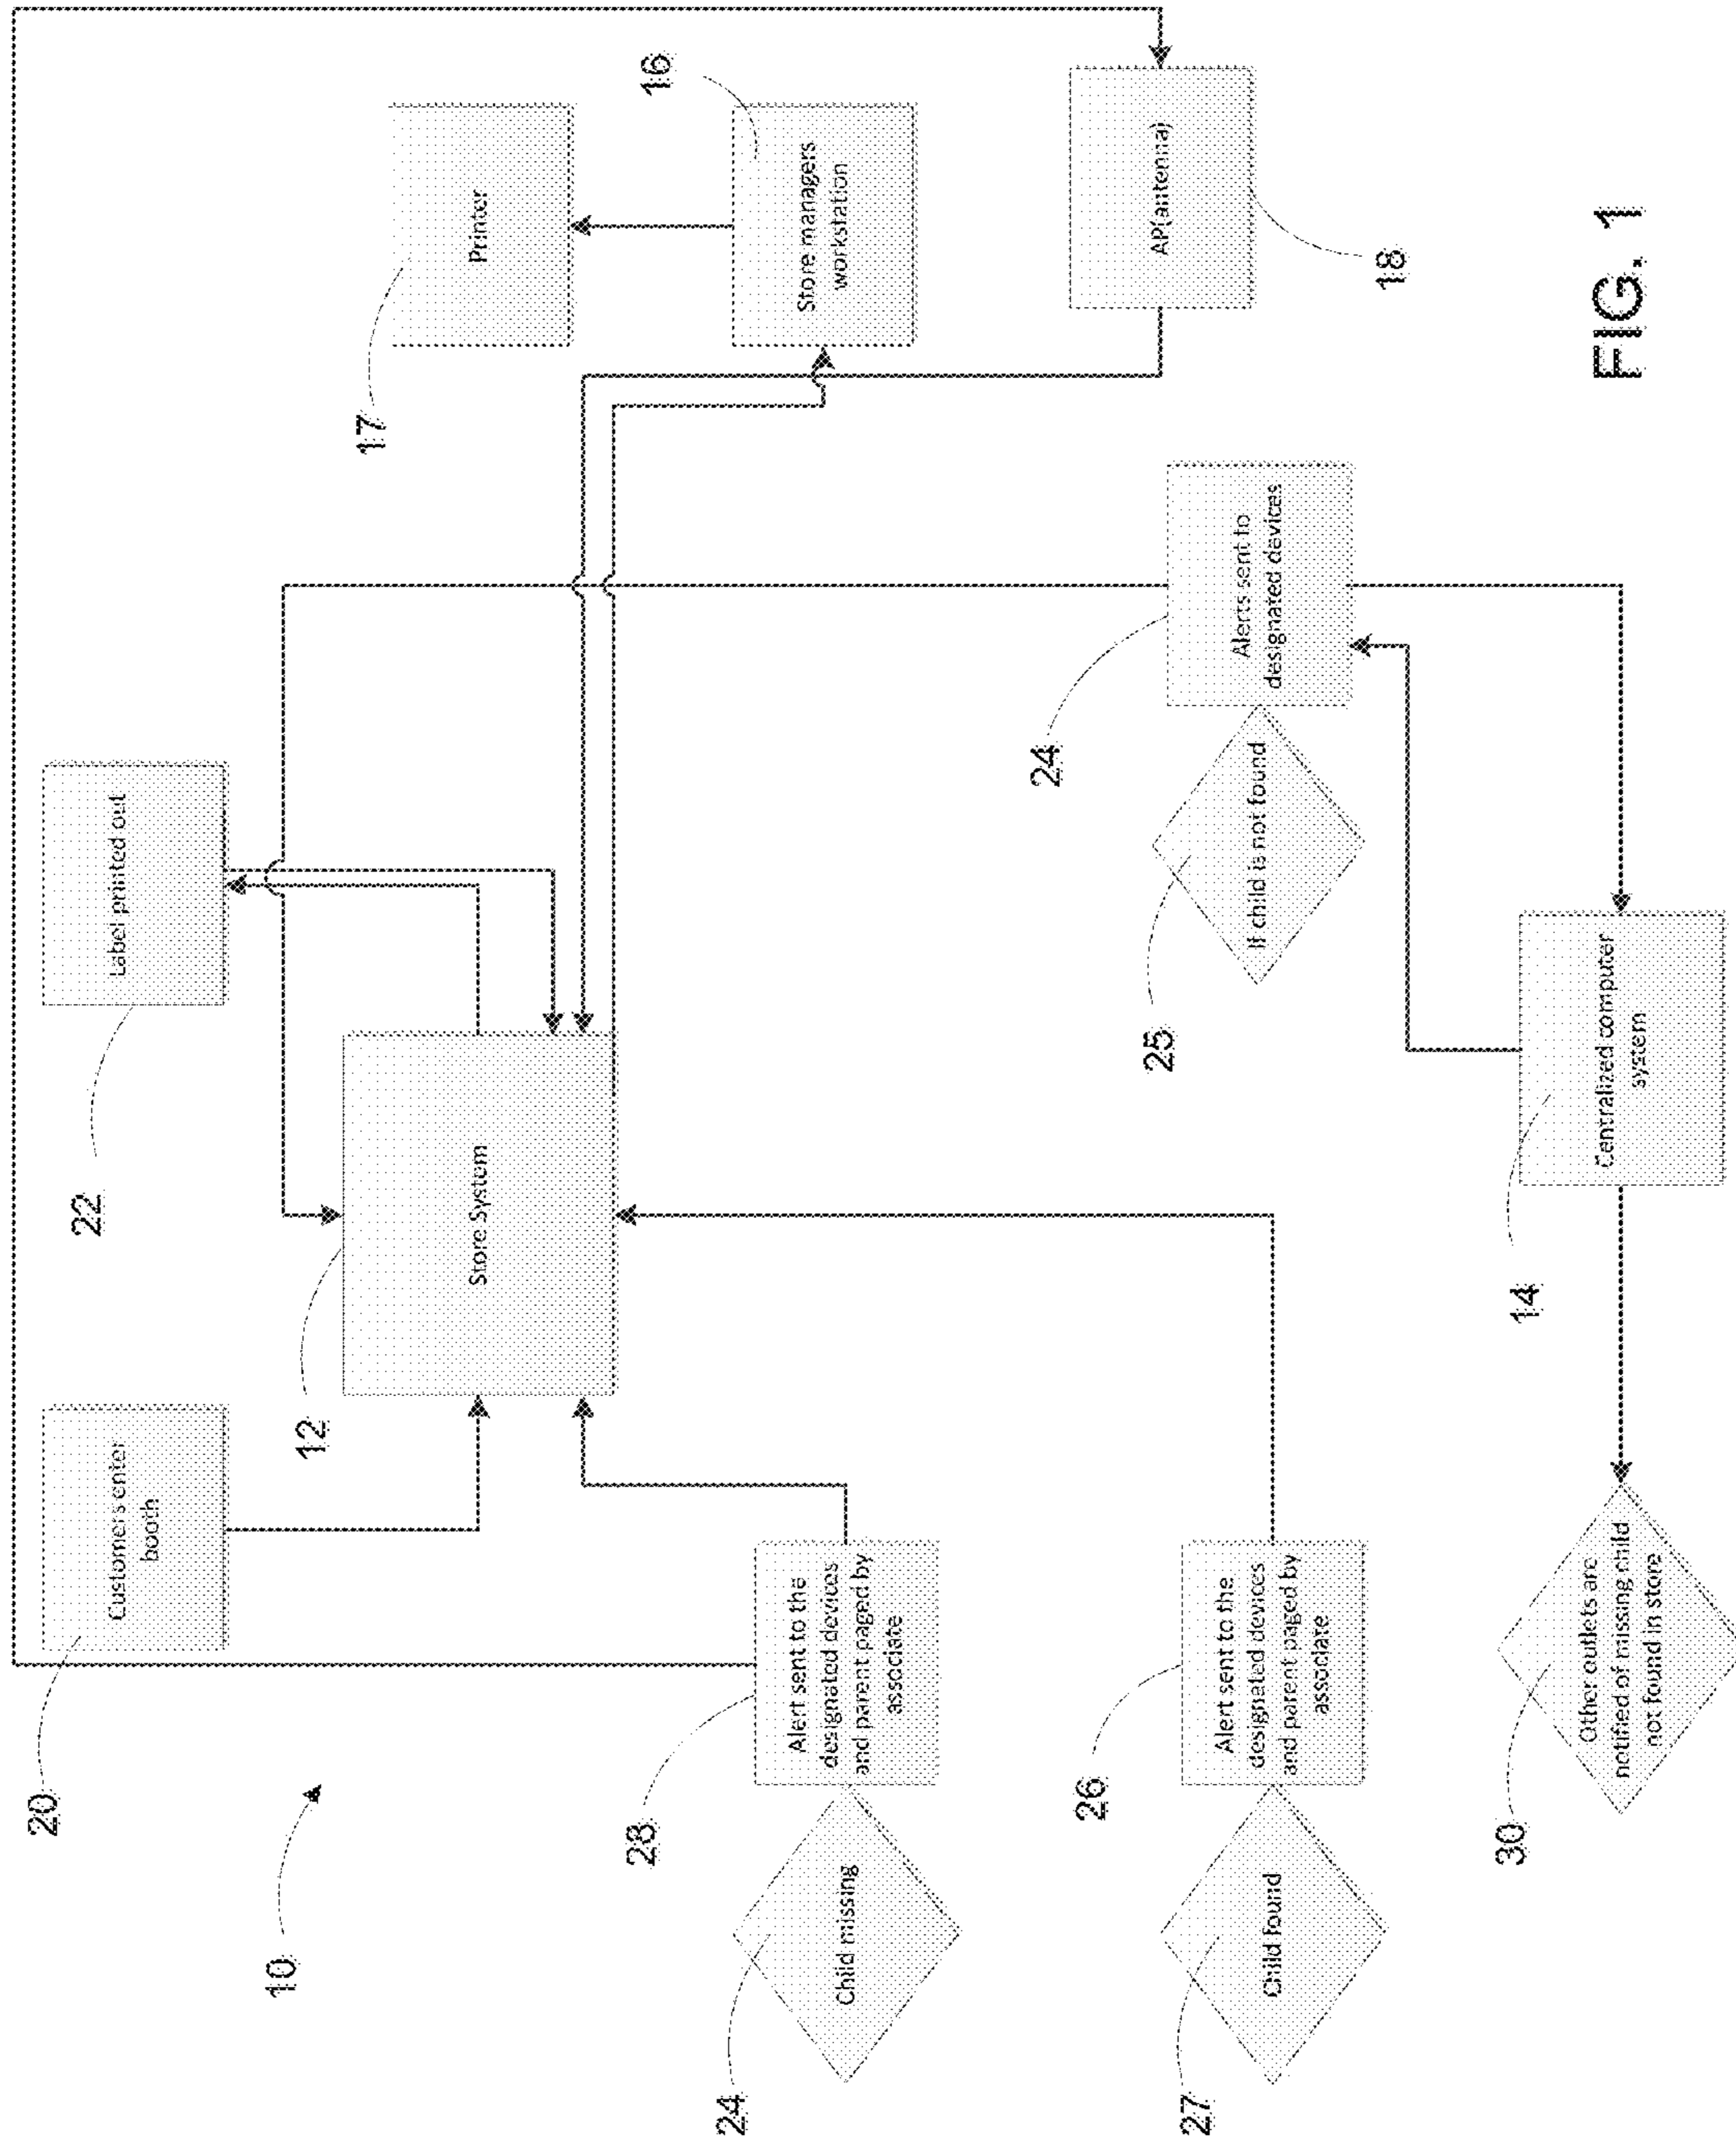 10
20
Customers enter
booth
22
Label printed out
12
Store System
17
Printer
16
Store managers
workstation
28
Alert sent to the
designated devices
and parent paged by
associate
24
Child missing
18
AP(antenna)
26
Alert sent to the
designated devices
and parent paged by
associate
27
Child found
24
Alerts sent to
designated devices
25
If child is not found
14
Centralized computer
system
30
Other outlets are
notified of missing child
not found in store
FIG. 1